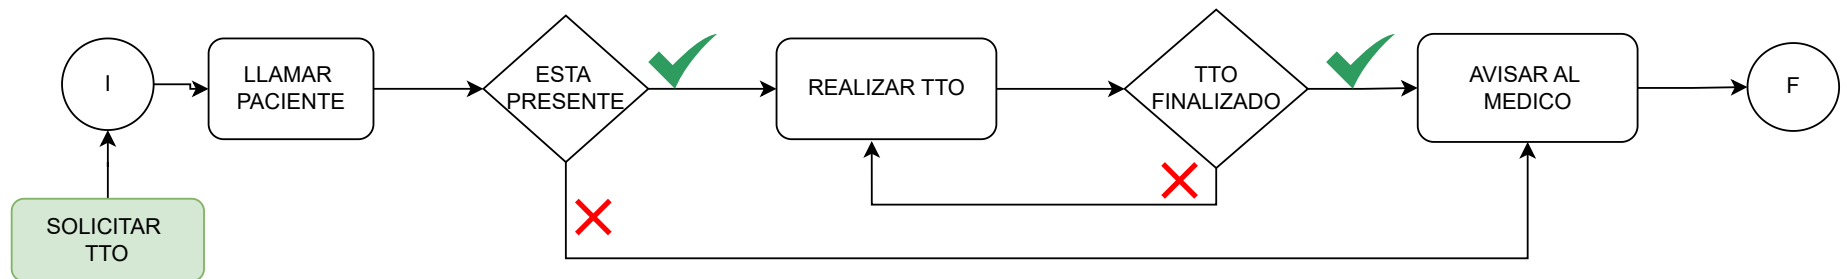 I
LLAMAR
PACIENTE
ESTA
PRESENTE
REALIZAR TTO
TTO
FINALIZADO
AVISAR AL
MEDICO
F
SOLICITAR
TTO